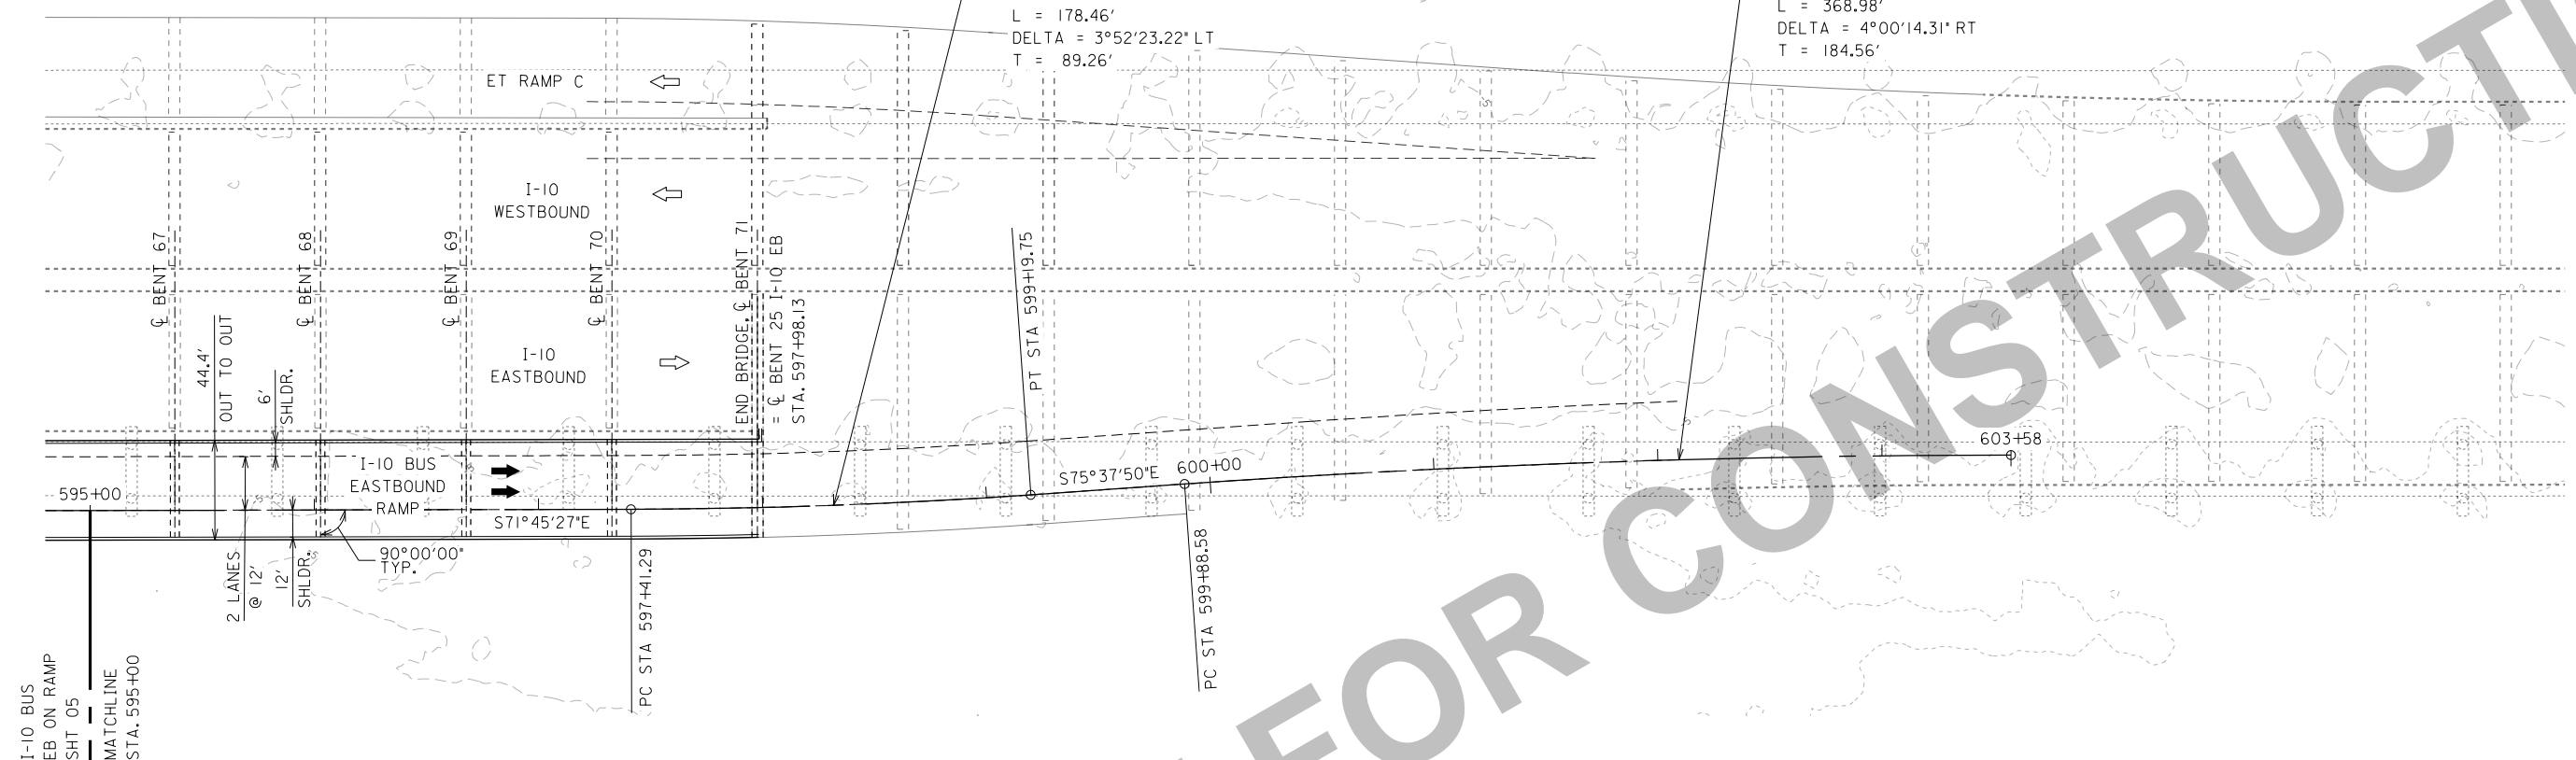 L = 178.46'
DELTA = 3°52'23.22" LT
T = 89.26'
L = 368.98'
DELTA = 4°00'14.31" RT
T = 184.56'
ET RAMP C
I-10
WESTBOUND
I-10
EASTBOUND
℄ BENT 67
℄ BENT 68
℄ BENT 69
℄ BENT 70
END BRIDGE, ℄ BENT 71
= ℄ BENT 25 I-10 EB
STA. 597+98.13
44.4'
OUT TO OUT
6'
SHLDR.
PT STA 599+19.75
I-10 BUS
EASTBOUND
RAMP
595+00
S71°45'27"E
S75°37'50"E
600+00
603+58
90°00'00"
TYP.
2 LANES
@ 12'
12'
SHLDR.
PC STA 597+41.29
PC STA 599+88.58
I-10 BUS
EB ON RAMP
SHT 05
MATCHLINE
STA. 595+00
FOR CONSTRUCTI